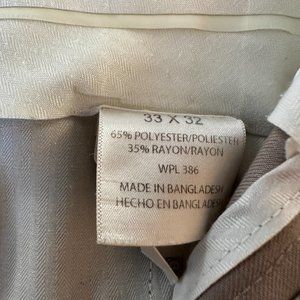 33 X 32
65% POLYESTER/POLIESTER
35% RAYON/RAYON
WPL 386
MADE IN BANGLADESH
HECHO EN BANGLADESH